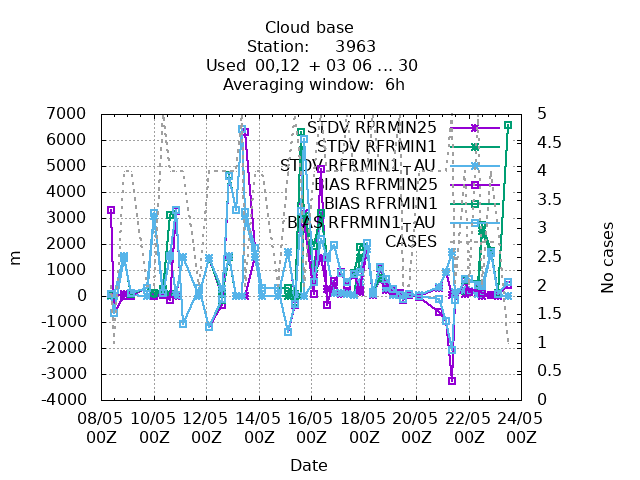 Cloud base
Station: 3963
Used 00,12 + 03 06 ... 30
Averaging window: 6h
7000
6000
5000
4000
3000
2000
1000
0
-1000
-2000
-3000
-4000
m
5
4.5
4
3.5
3
2.5
2
1.5
1
0.5
0
No cases
STDV RFRMIN25
STDV RFRMIN1
STDV RFRMIN1_AU
BIAS RFRMIN25
BIAS RFRMIN1
BIAS RFRMIN1_AU
CASES
08/05 10/05 12/05 14/05 16/05 18/05 20/05 22/05 24/05
00Z 00Z 00Z 00Z 00Z 00Z 00Z 00Z 00Z
Date